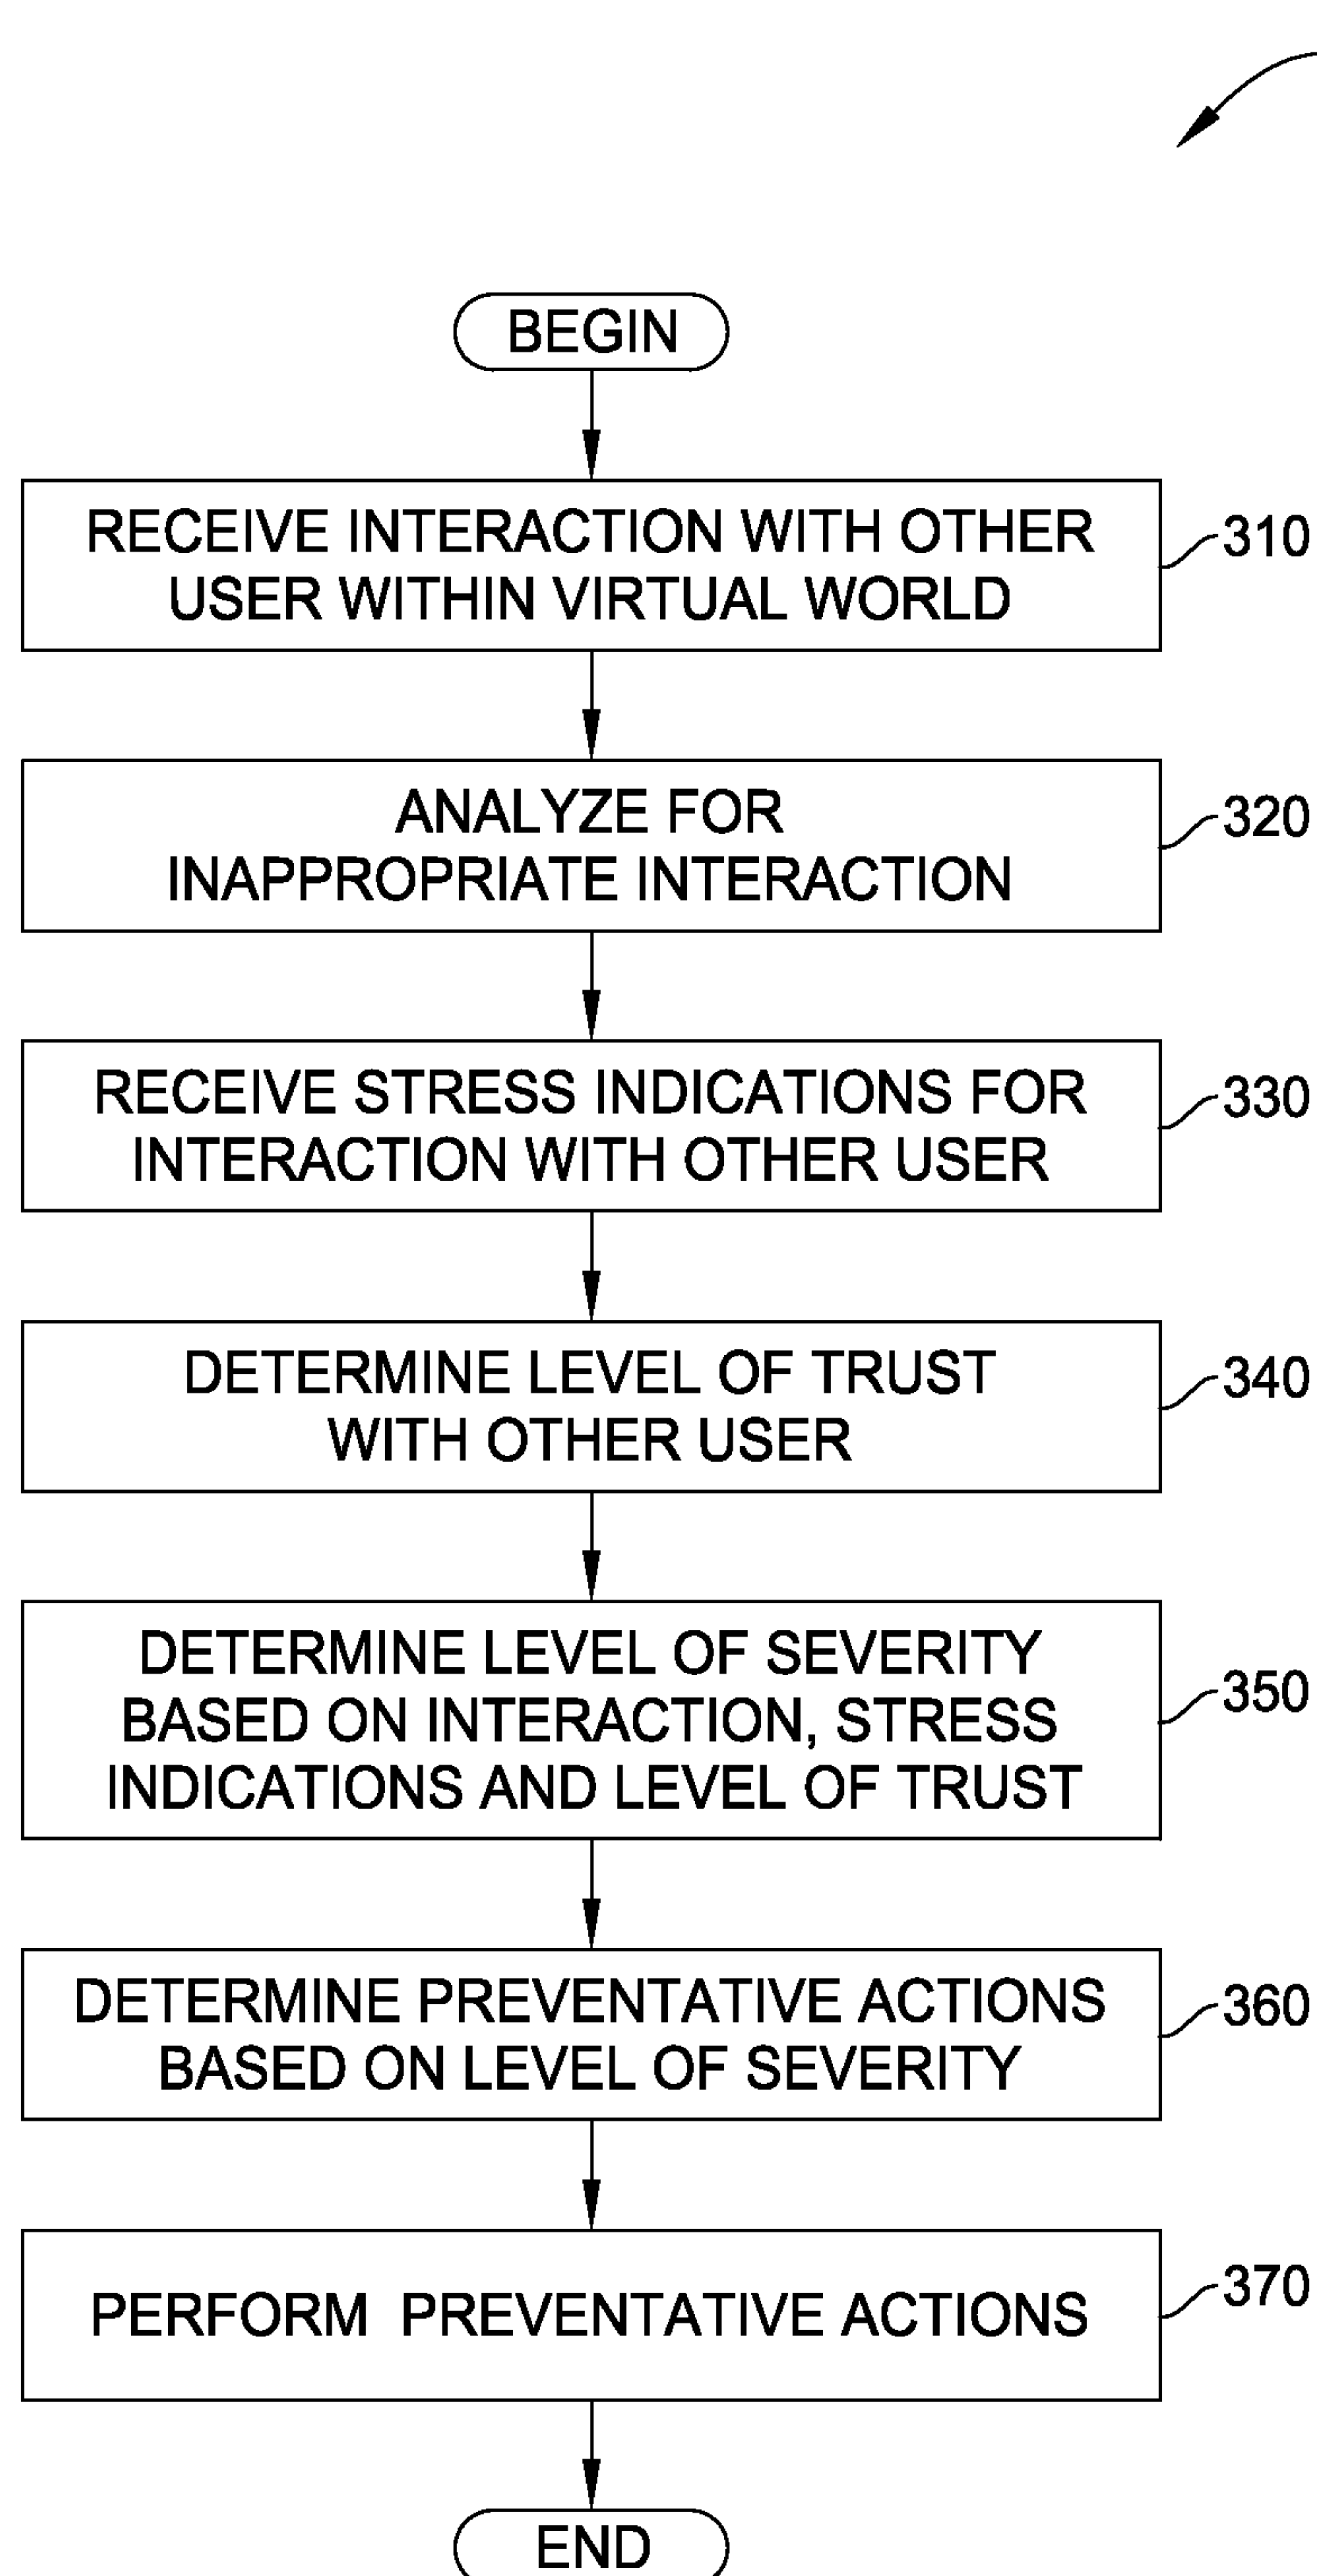 BEGIN
RECEIVE INTERACTION WITH OTHER
USER WITHIN VIRTUAL WORLD
310
ANALYZE FOR
INAPPROPRIATE INTERACTION
320
RECEIVE STRESS INDICATIONS FOR
INTERACTION WITH OTHER USER
330
DETERMINE LEVEL OF TRUST
WITH OTHER USER
340
DETERMINE LEVEL OF SEVERITY
BASED ON INTERACTION, STRESS
INDICATIONS AND LEVEL OF TRUST
350
DETERMINE PREVENTATIVE ACTIONS
BASED ON LEVEL OF SEVERITY
360
PERFORM PREVENTATIVE ACTIONS
370
END